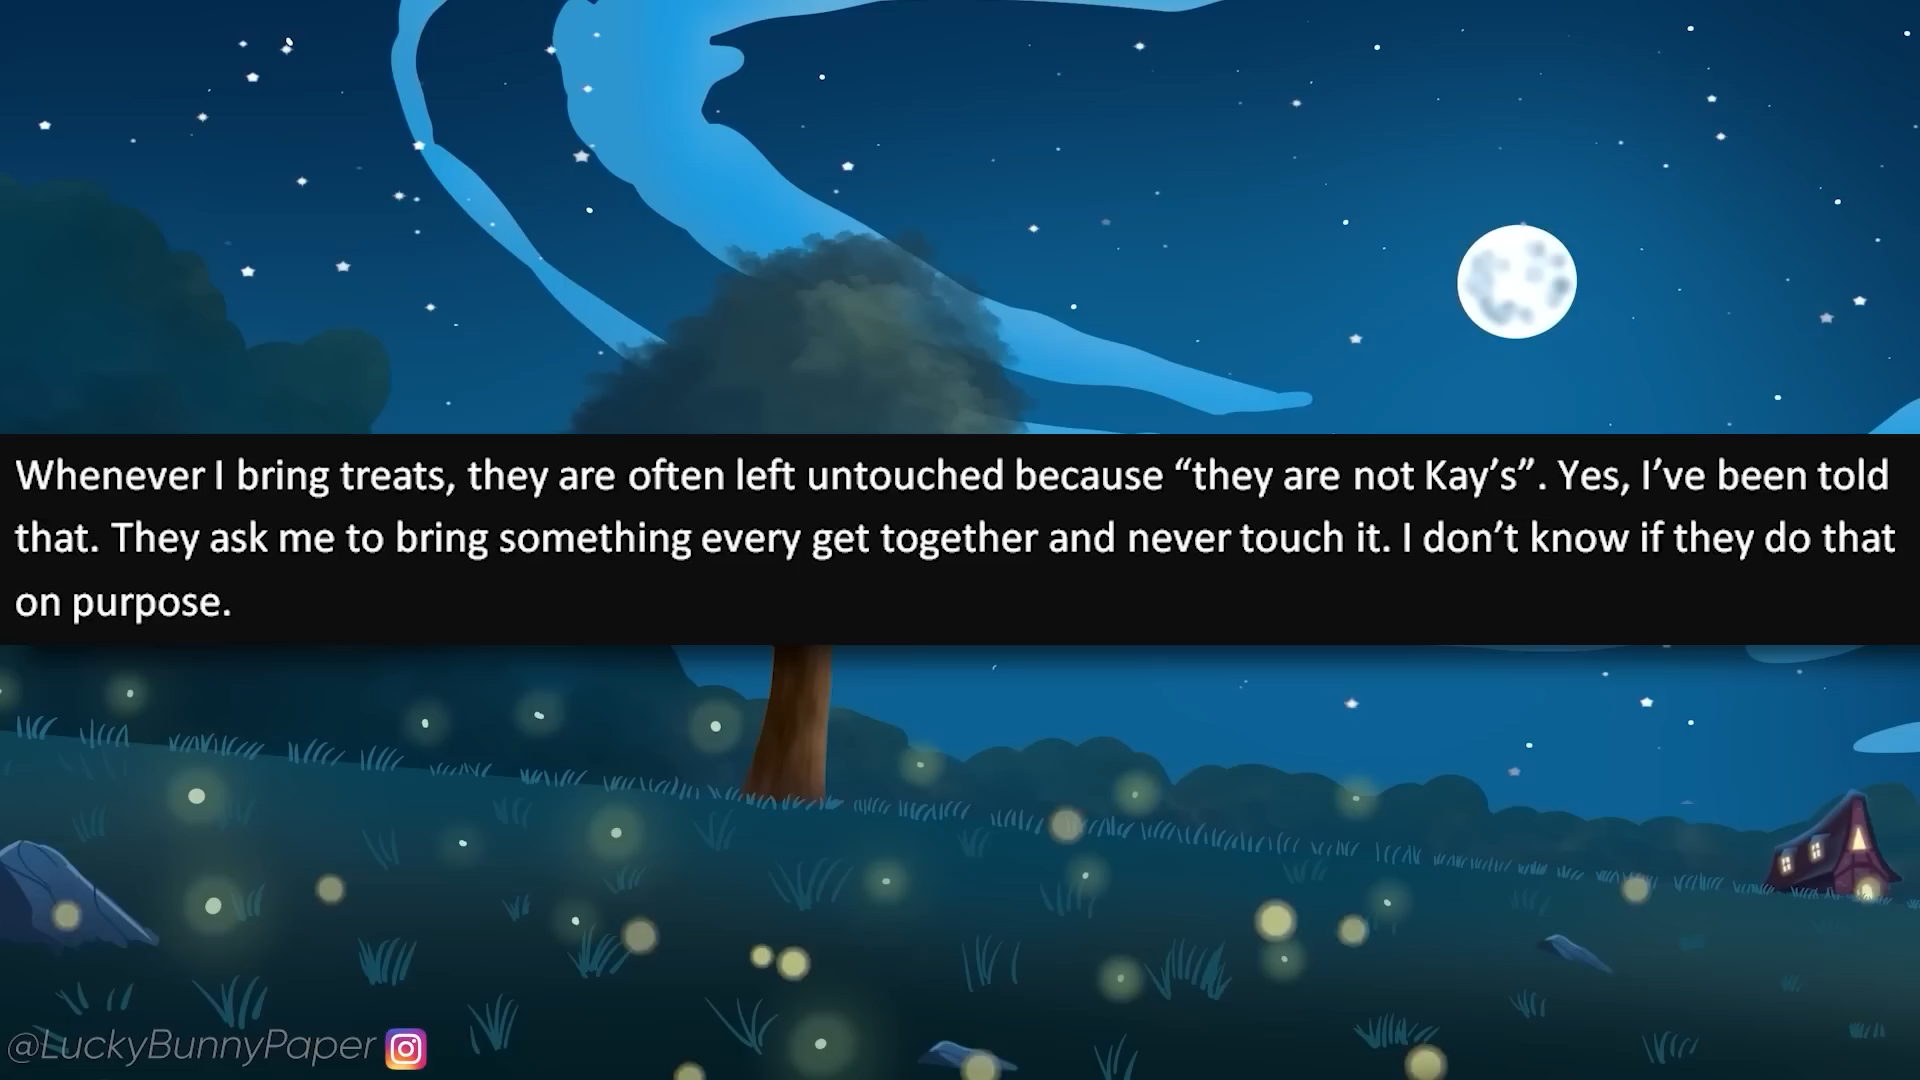 Whenever I bring treats, they are often left untouched because “they are not Kay’s”. Yes, I’ve been told
that. They ask me to bring something every get together and never touch it. I don’t know if they do that
on purpose.
@LuckyBunnyPaper